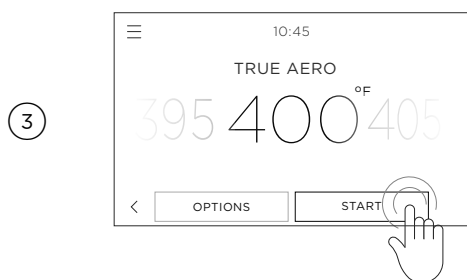 10:45
TRUE AERO
395 400°F 405
3
< OPTIONS START